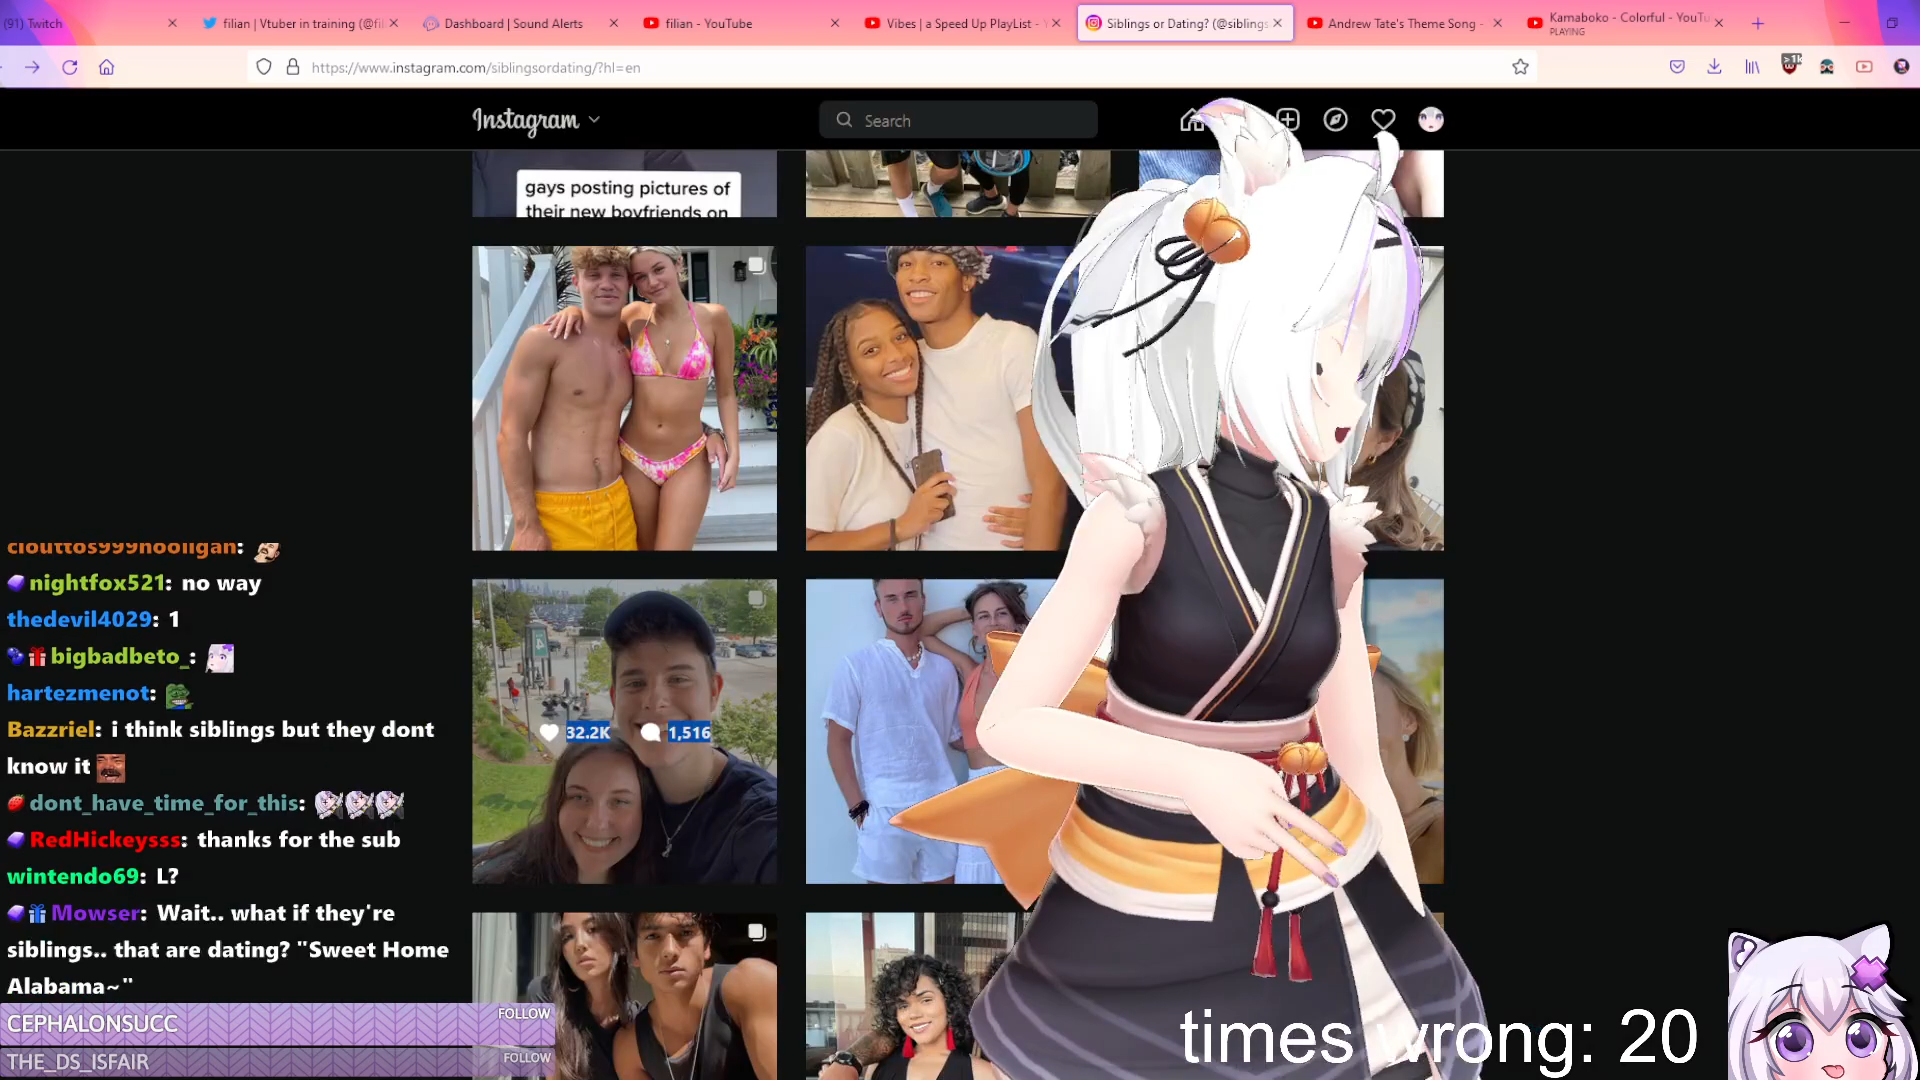 (91) Twitch
filian | Vtuber in training (@fil
Dashboard | Sound Alerts
filian - YouTube
Vibes | a Speed Up PlayList - Y
Siblings or Dating? (@siblings
Andrew Tate's Theme Song -
Kamaboko - Colorful - YouTu
PLAYING
https://www.instagram.com/siblingsordating/?hl=en
>1k
Instagram
Search
gays posting pictures of
their new boyfriends on
clouttos999hooligan:
nightfox521: no way
thedevil4029: 1
bigbadbeto_:
hartezmenot:
Bazzriel: i think siblings but they dont
know it
dont_have_time_for_this:
RedHickeysss: thanks for the sub
wintendo69: L?
Mowser: Wait.. what if they're
siblings.. that are dating? "Sweet Home
Alabama~"
32.2K 1,516
CEPHALONSUCC FOLLOW
THE_DS_ISFAIR FOLLOW
times wrong: 20